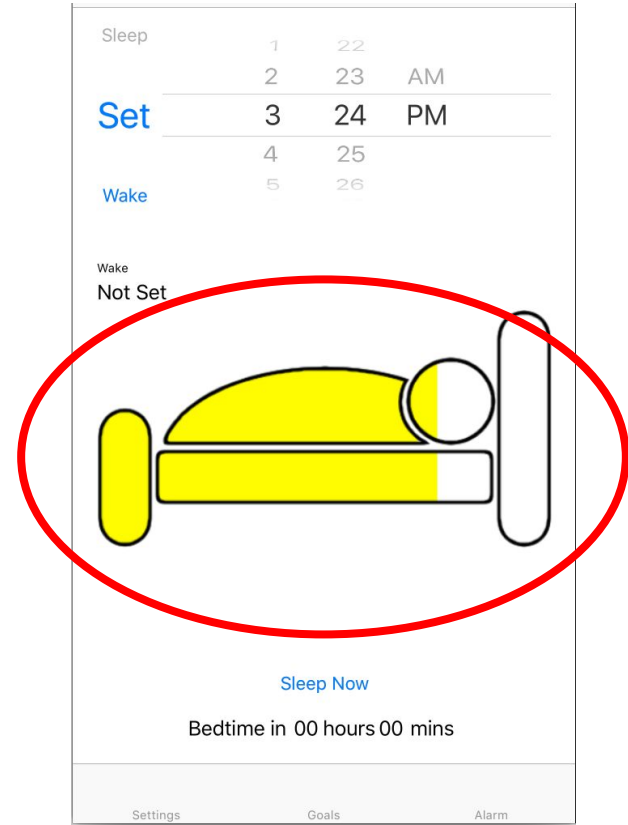 Sleep
1 22
2 23 AM
Set 3 24 PM
4 25
Wake 5 26
Wake
Not Set
Sleep Now
Bedtime in 00 hours 00 mins
Settings Goals Alarm